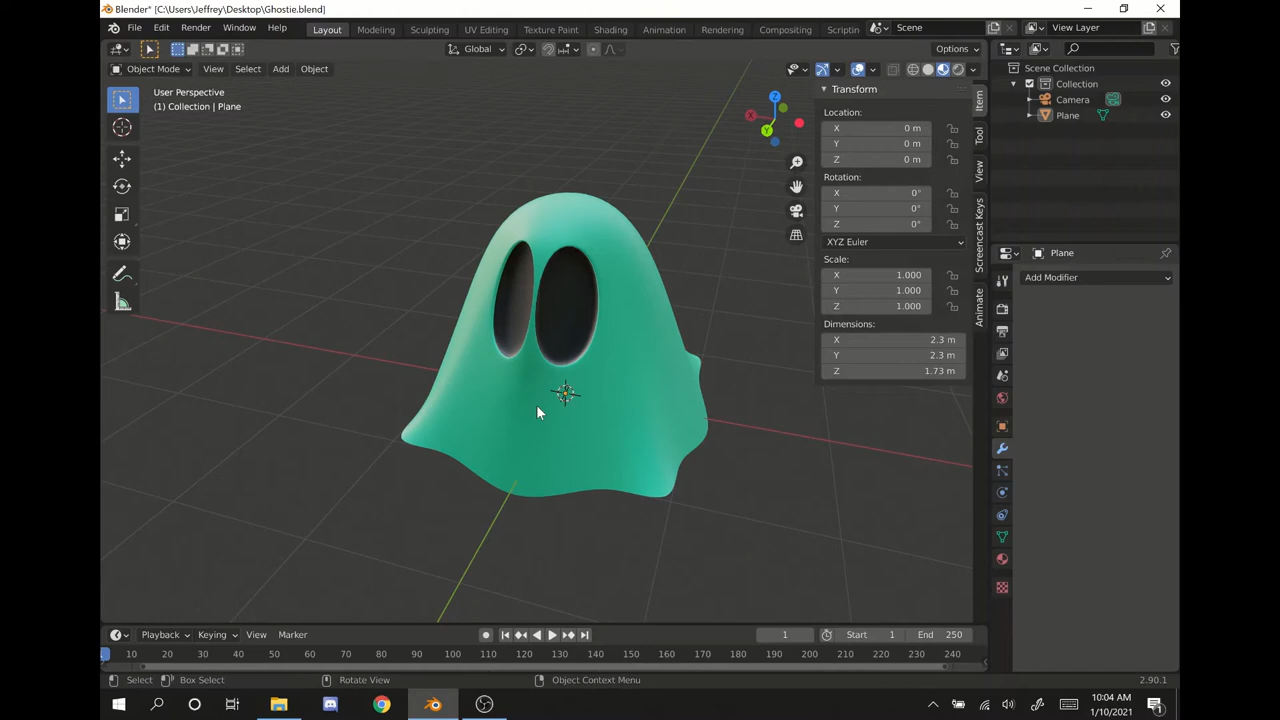 Blender* [C:\Users\Jeffrey\Desktop\Ghostie.blend]
File Edit Render Window Help Layout Modeling Sculpting UV Editing Texture Paint Shading Animation Rendering Compositing Scriptin Scene View Layer
Global Options
Object Mode View Select Add Object
User Perspective
(1) Collection | Plane
Z
X
Y
Transform
Location:
X 0 m
Y 0 m
Z 0 m
Rotation:
X 0°
Y 0°
Z 0°
XYZ Euler
Scale:
X 1.000
Y 1.000
Z 1.000
Dimensions:
X 2.3 m
Y 2.3 m
Z 1.73 m
Item
Tool
View
Screencast Keys
Animate
Scene Collection
Collection
Camera
Plane
Plane
Add Modifier
Playback Keying View Marker 1 Start 1 End 250
10 20 30 40 50 60 70 80 90 100 110 120 130 140 150 160 170 180 190 200 210 220 230 240
Select Box Select Rotate View Object Context Menu 2.90.1
10:04 AM
1/10/2021